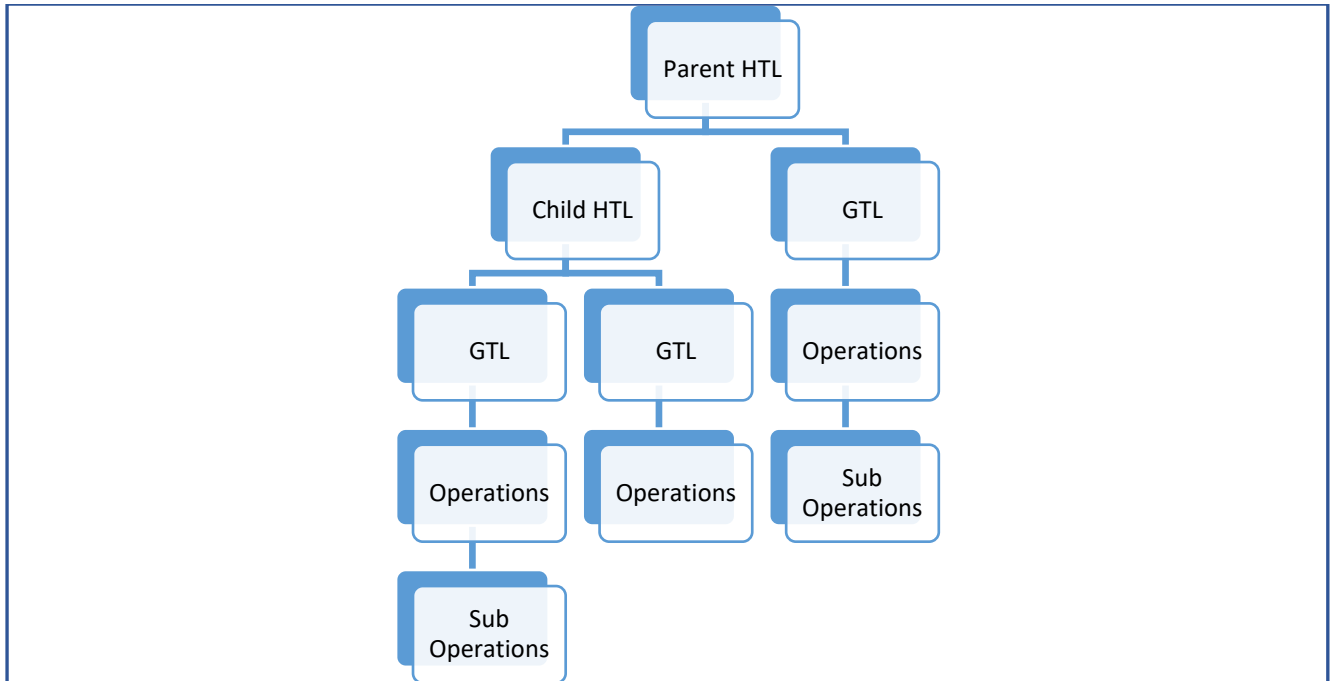 Parent HTL
Child HTL
GTL
GTL
GTL
Operations
Operations
Operations
Sub
Operations
Sub
Operations